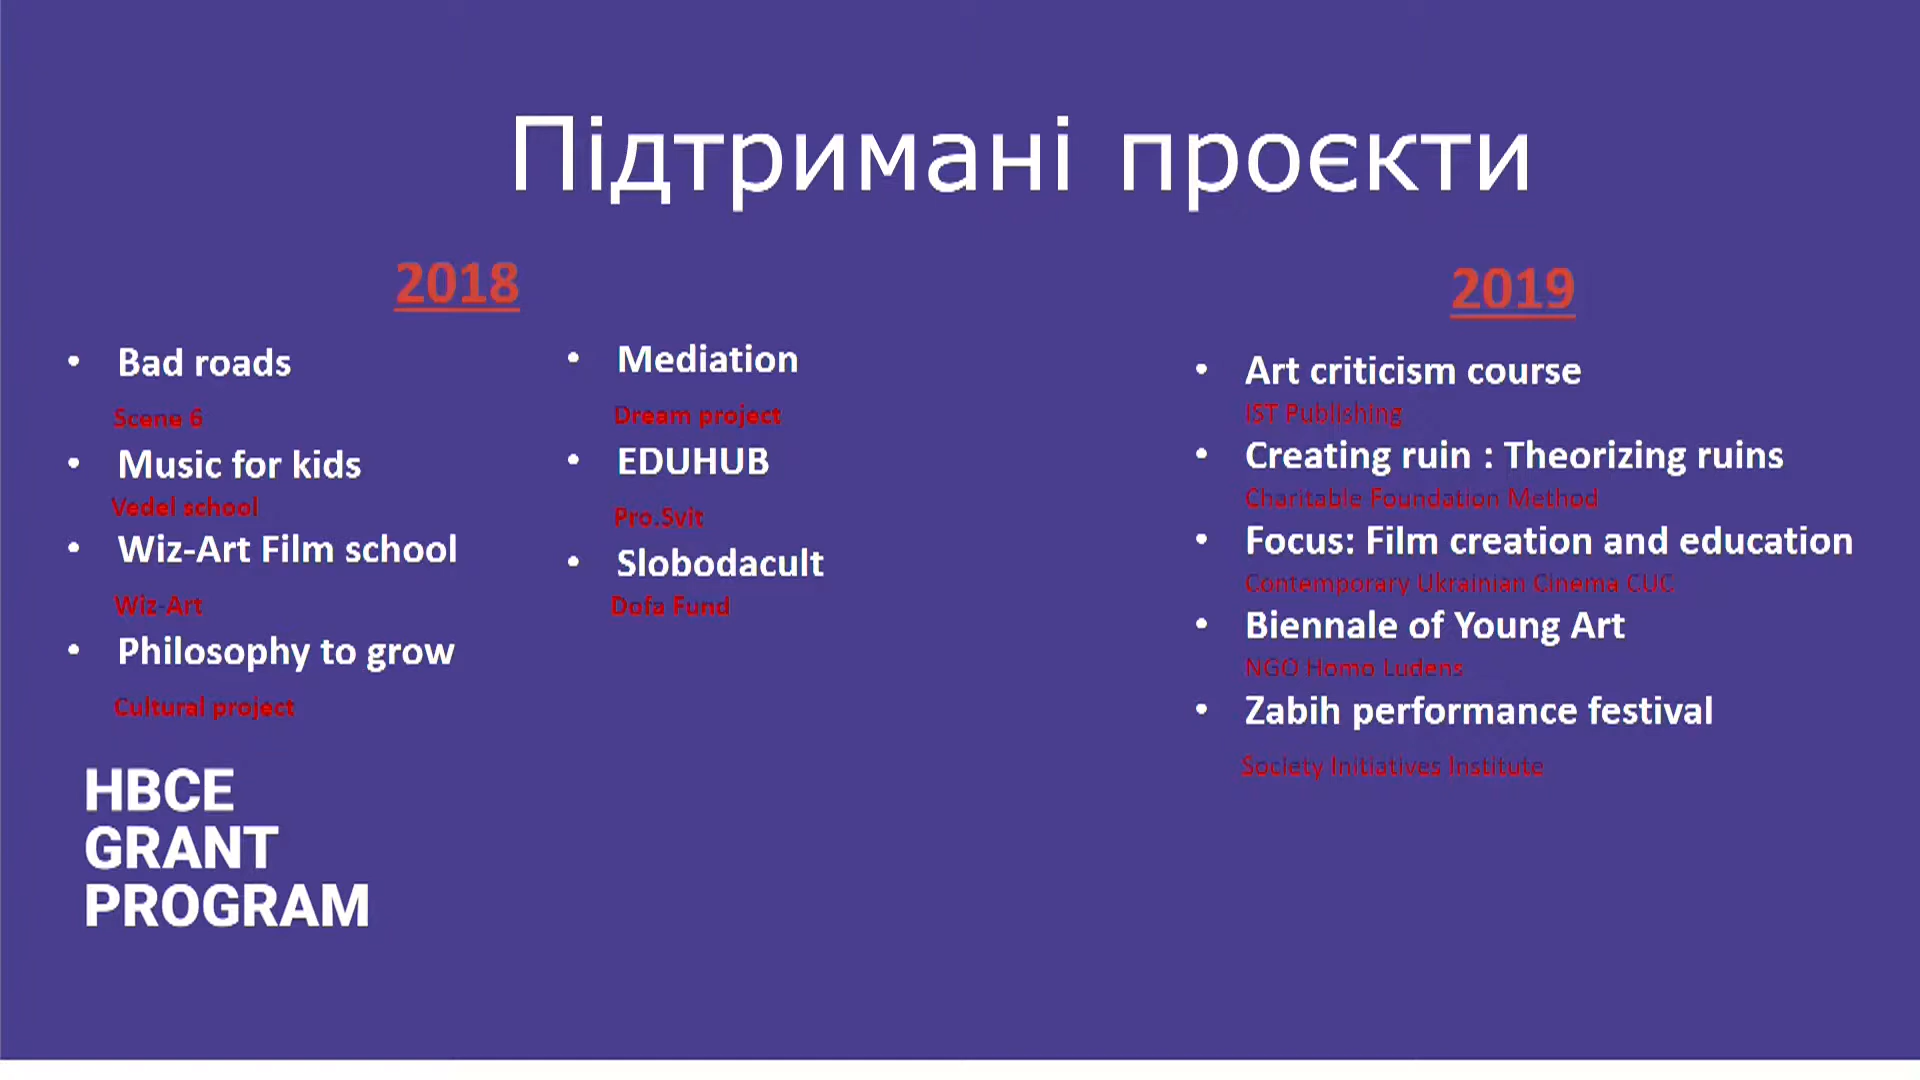 Підтримані проєкти
2018
• Bad roads
Scene 6
• Music for kids
Vedel school
• Wiz-Art Film school
Wiz-Art
• Philosophy to grow
Cultural project
• Mediation
Dream project
• EDUHUB
Pro.Svit
• Slobodacult
Dofa Fund
2019
• Art criticism course
IST Publishing
• Creating ruin : Theorizing ruins
Charitable Foundation Method
• Focus: Film creation and education
Contemporary Ukrainian Cinema CUC
• Biennale of Young Art
NGO Homo Ludens
• Zabih performance festival
Society Initiatives Institute
HBCE
GRANT
PROGRAM